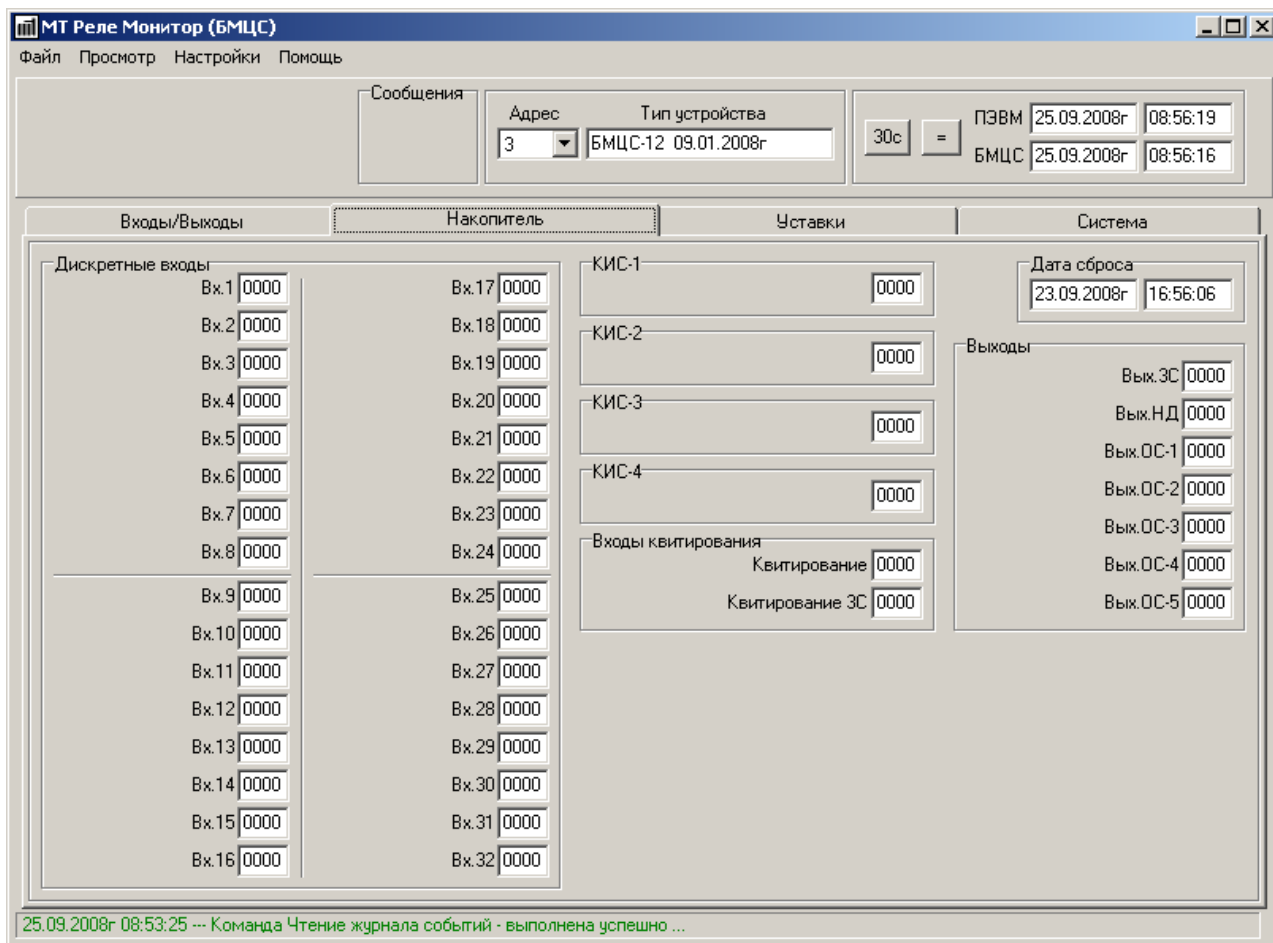 МТ Реле Монитор (БМЦС)
Файл Просмотр Настройки Помощь
Сообщения
Адрес Тип устройства
3 БМЦС-12 09.01.2008г
30с =
ПЭВМ 25.09.2008г 08:56:19
БМЦС 25.09.2008г 08:56:16
Входы/Выходы Накопитель Уставки Система
Дискретные входы
Вх.1 0000
Вх.2 0000
Вх.3 0000
Вх.4 0000
Вх.5 0000
Вх.6 0000
Вх.7 0000
Вх.8 0000
Вх.9 0000
Вх.10 0000
Вх.11 0000
Вх.12 0000
Вх.13 0000
Вх.14 0000
Вх.15 0000
Вх.16 0000
Вх.17 0000
Вх.18 0000
Вх.19 0000
Вх.20 0000
Вх.21 0000
Вх.22 0000
Вх.23 0000
Вх.24 0000
Вх.25 0000
Вх.26 0000
Вх.27 0000
Вх.28 0000
Вх.29 0000
Вх.30 0000
Вх.31 0000
Вх.32 0000
КИС-1
0000
КИС-2
0000
КИС-3
0000
КИС-4
0000
Входы квитирования
Квитирование 0000
Квитирование ЗС 0000
Дата сброса
23.09.2008г 16:56:06
Выходы
Вых.ЗС 0000
Вых.НД 0000
Вых.ОС-1 0000
Вых.ОС-2 0000
Вых.ОС-3 0000
Вых.ОС-4 0000
Вых.ОС-5 0000
25.09.2008г 08:53:25 --- Команда Чтение журнала событий - выполнена успешно ...